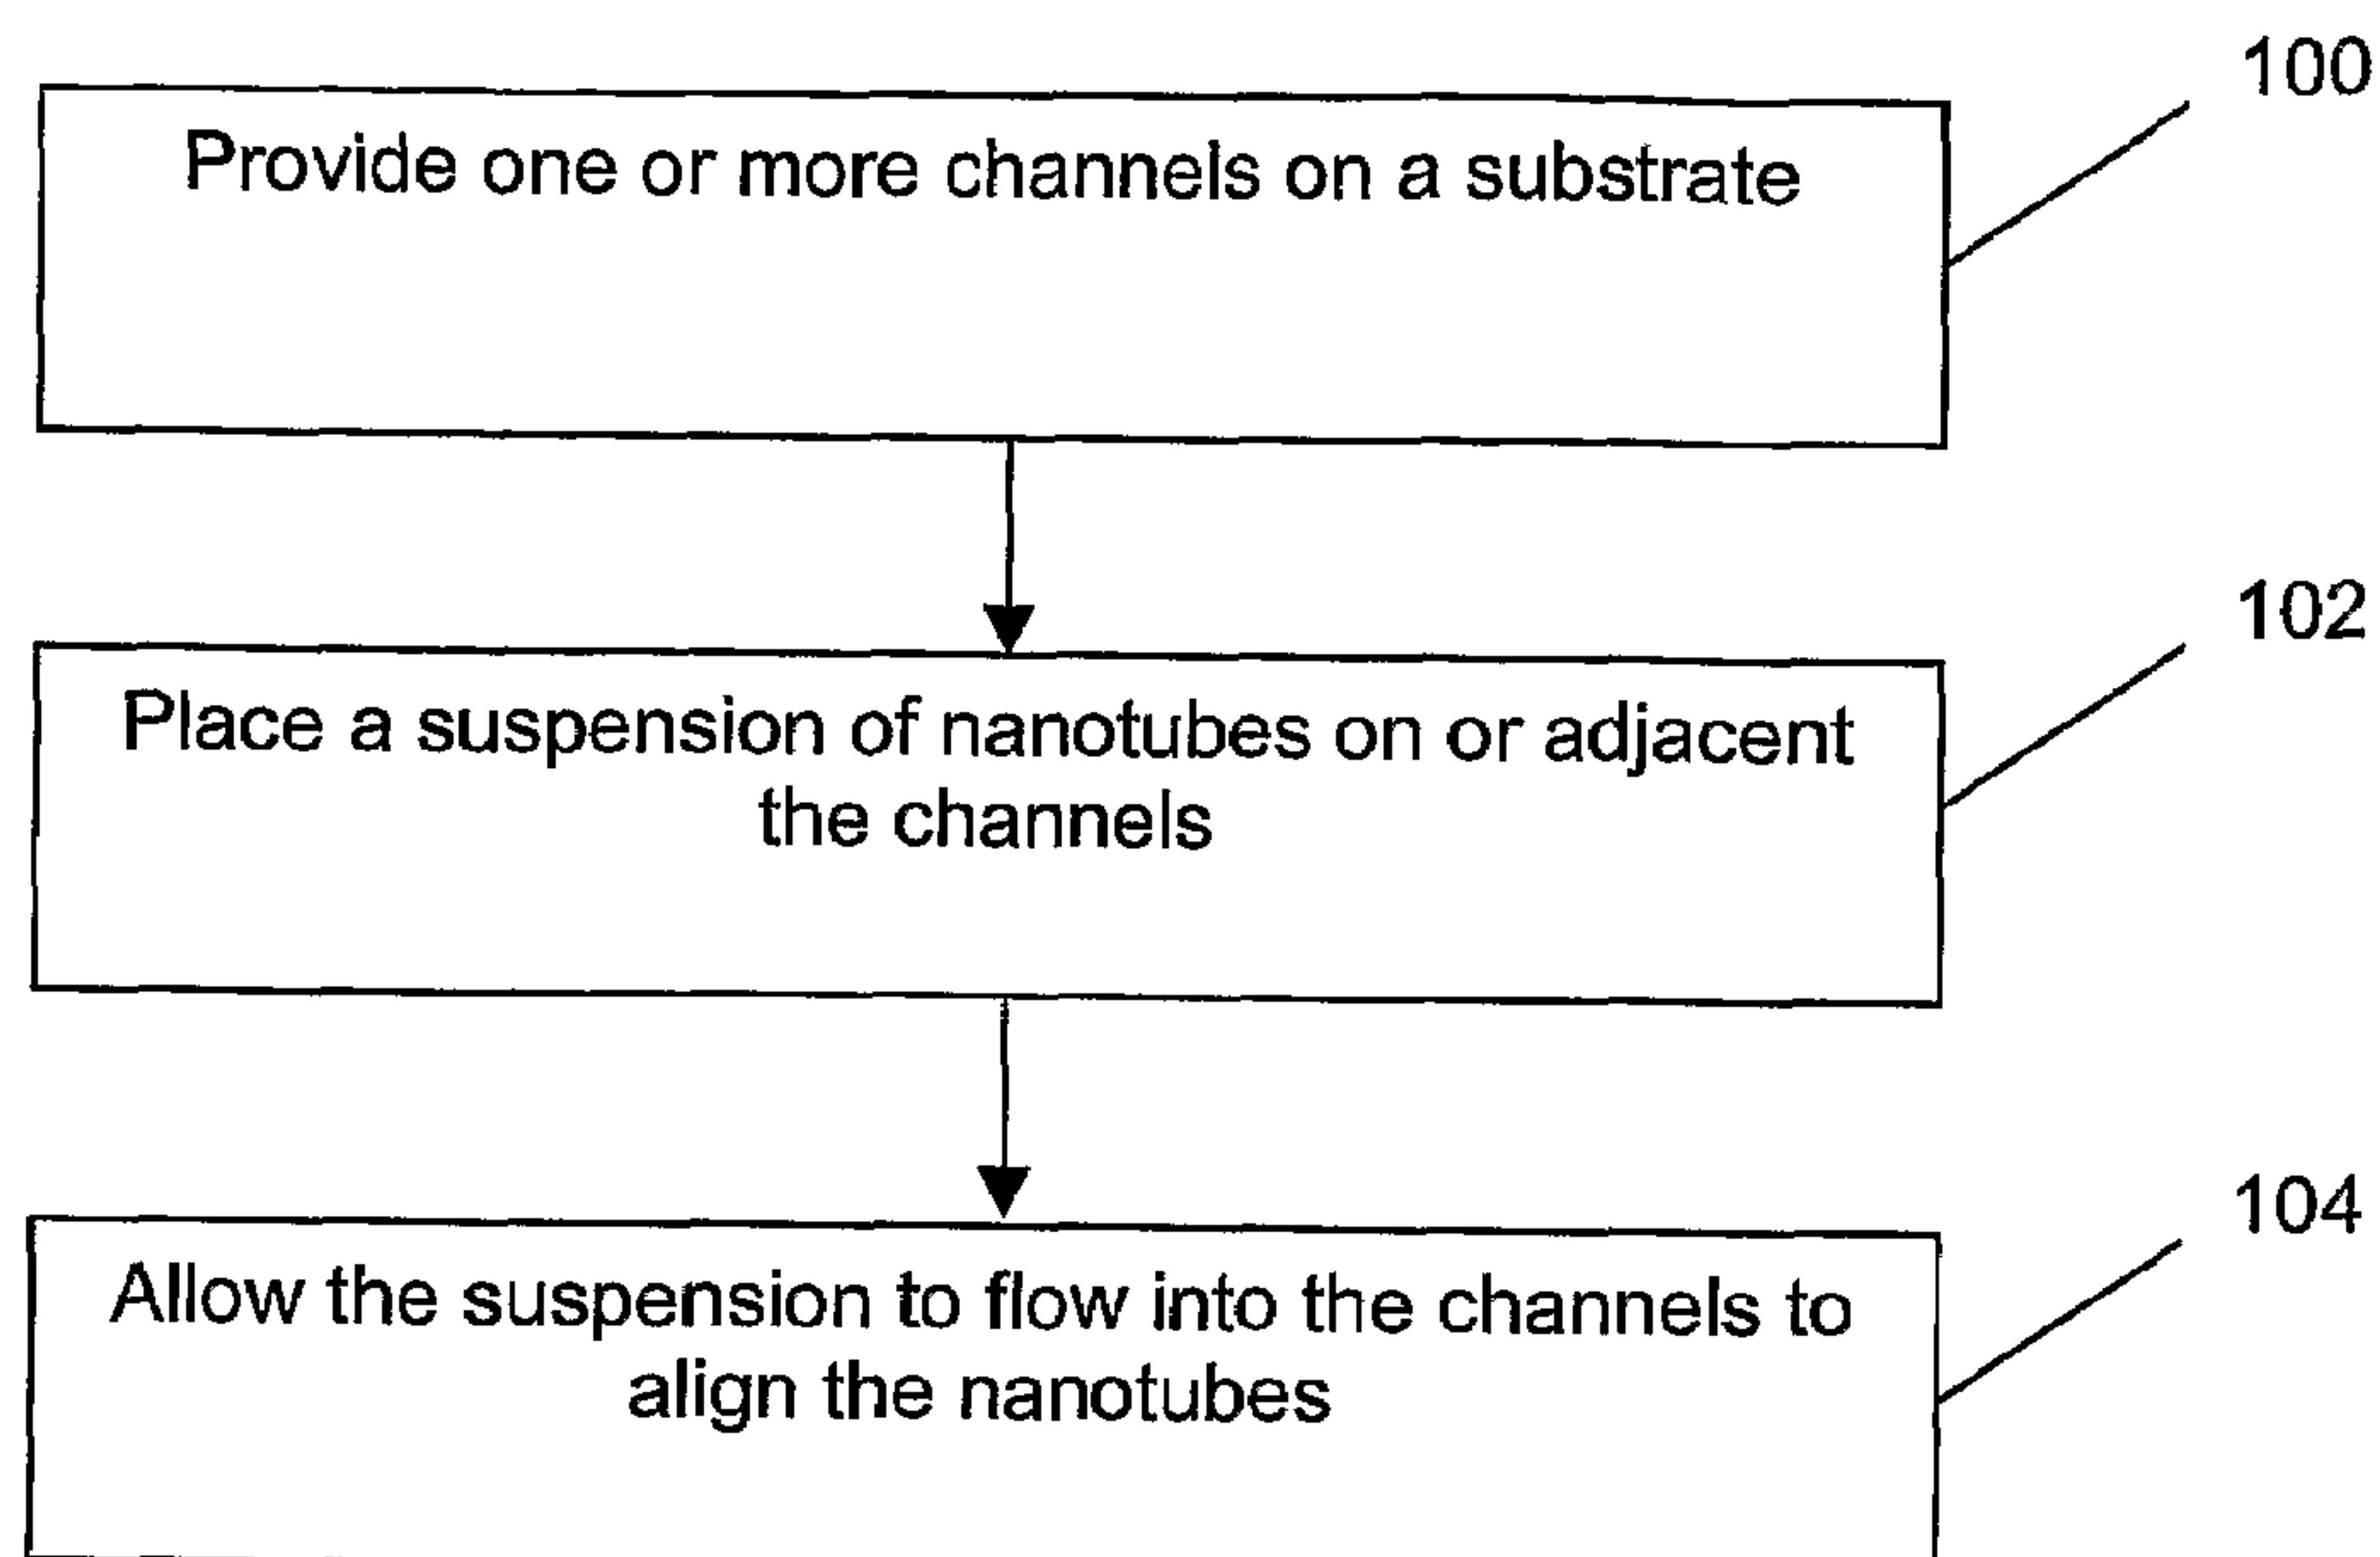 100
Provide one or more channels on a substrate
102
Place a suspension of nanotubes on or adjacent
the channels
104
Allow the suspension to flow into the channels to
align the nanotubes